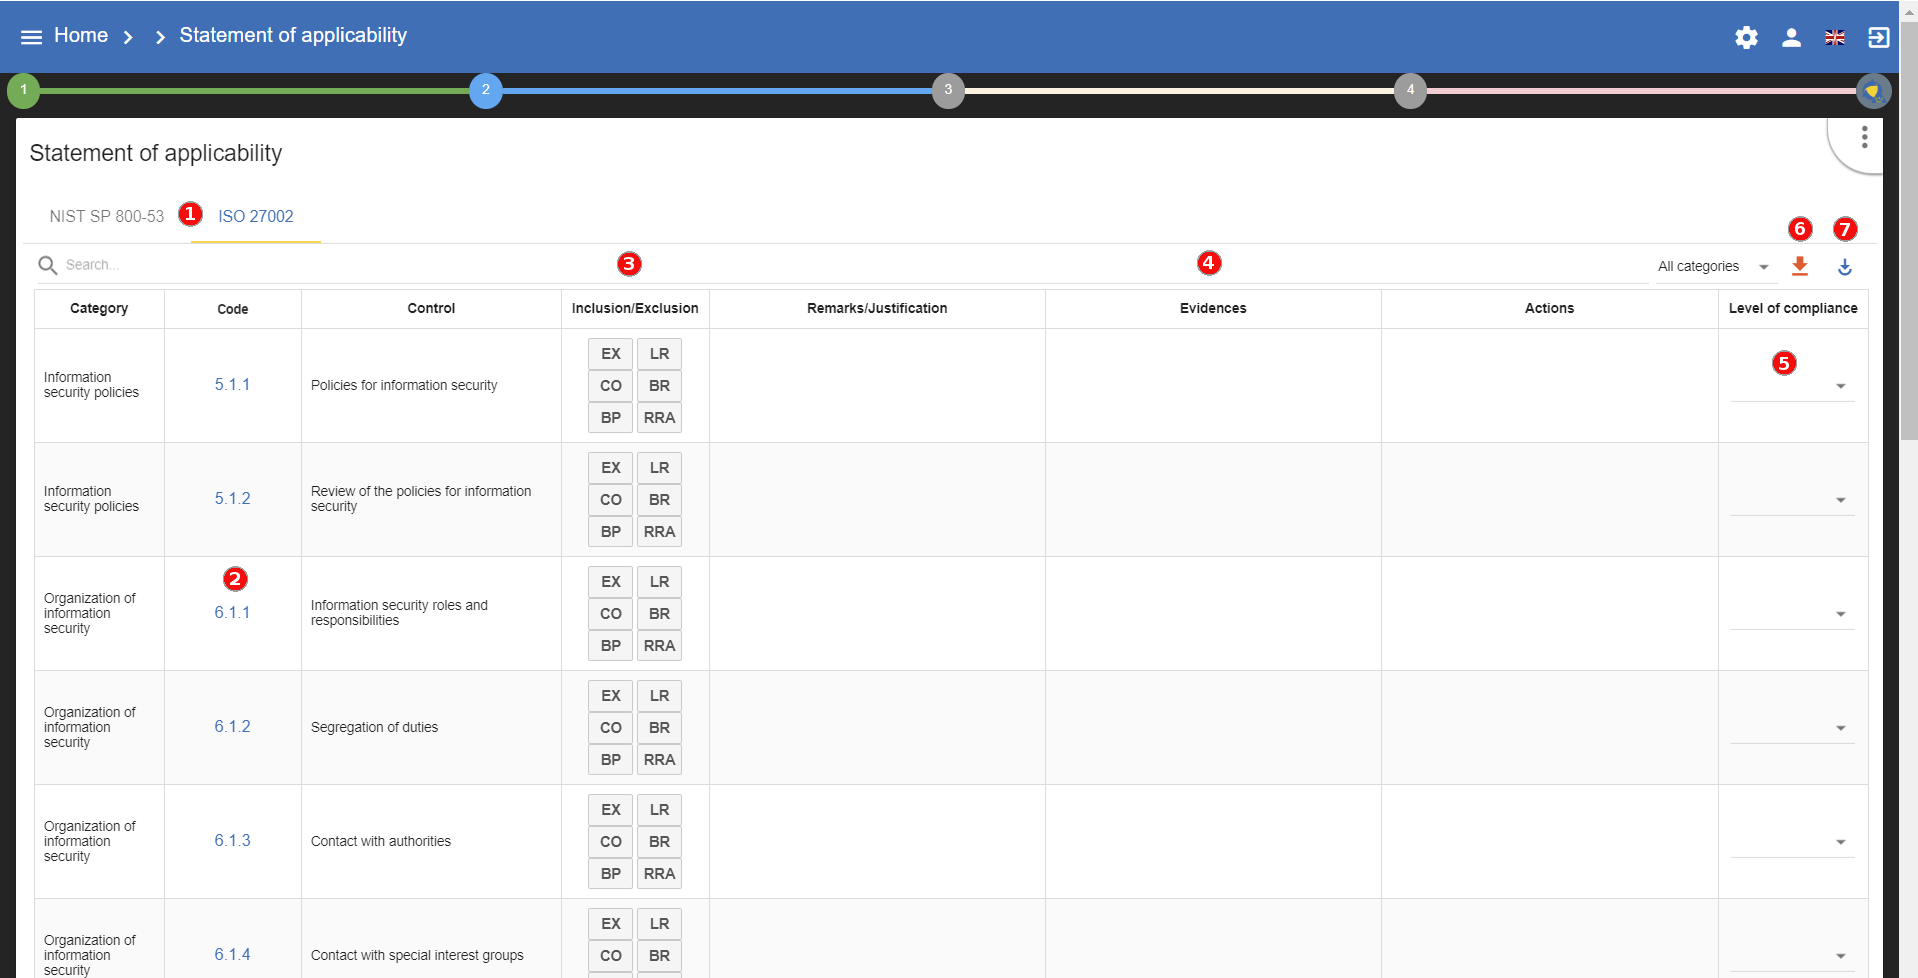 Home Statement of applicability
1 2 3 4
Statement of applicability
NIST SP 800-53 1 ISO 27002
6 7
Search... 3 4 All categories
Category Code Control Inclusion/Exclusion Remarks/Justification Evidences Actions Level of compliance
5
Information
security policies
5.1.1
Policies for information security
EX LR
CO BR
BP RRA
Information
security policies
5.1.2
Review of the policies for information
security
EX LR
CO BR
BP RRA
2
Organization of
information
security
6.1.1
Information security roles and
responsibilities
EX LR
CO BR
BP RRA
Organization of
information
security
6.1.2
Segregation of duties
EX LR
CO BR
BP RRA
Organization of
information
security
6.1.3
Contact with authorities
EX LR
CO BR
BP RRA
Organization of
information
security
6.1.4
Contact with special interest groups
EX LR
CO BR